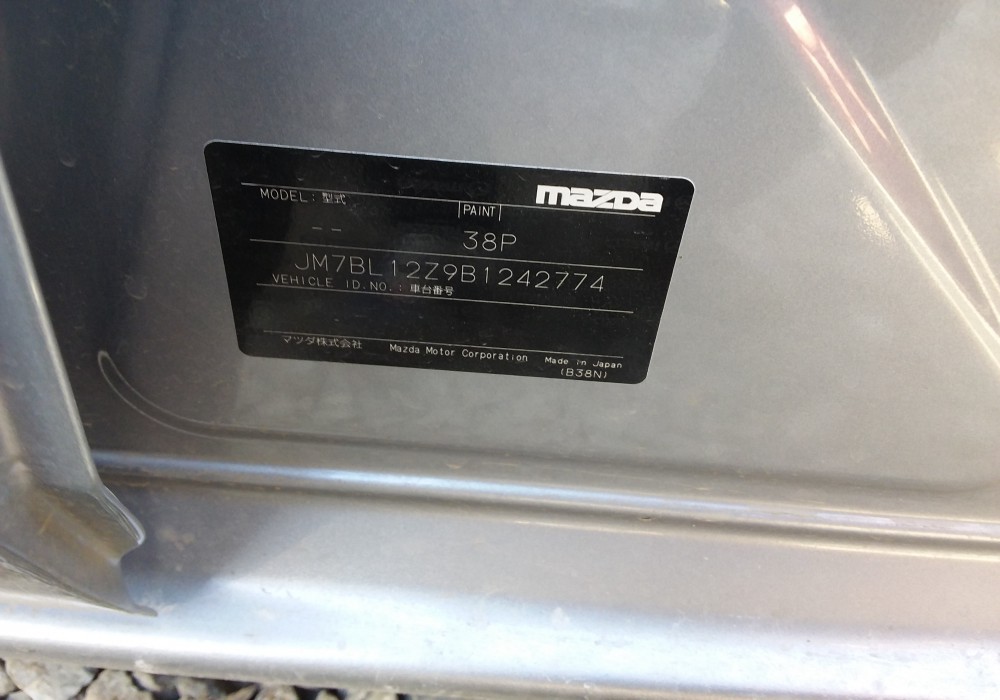 mazda
MODEL: 型式 PAINT
-- 38P
JM7BL12Z9B1242774
VEHICLE ID.NO.: 車台番号
マツダ株式会社 Mazda Motor Corporation Made in Japan
(B38N)